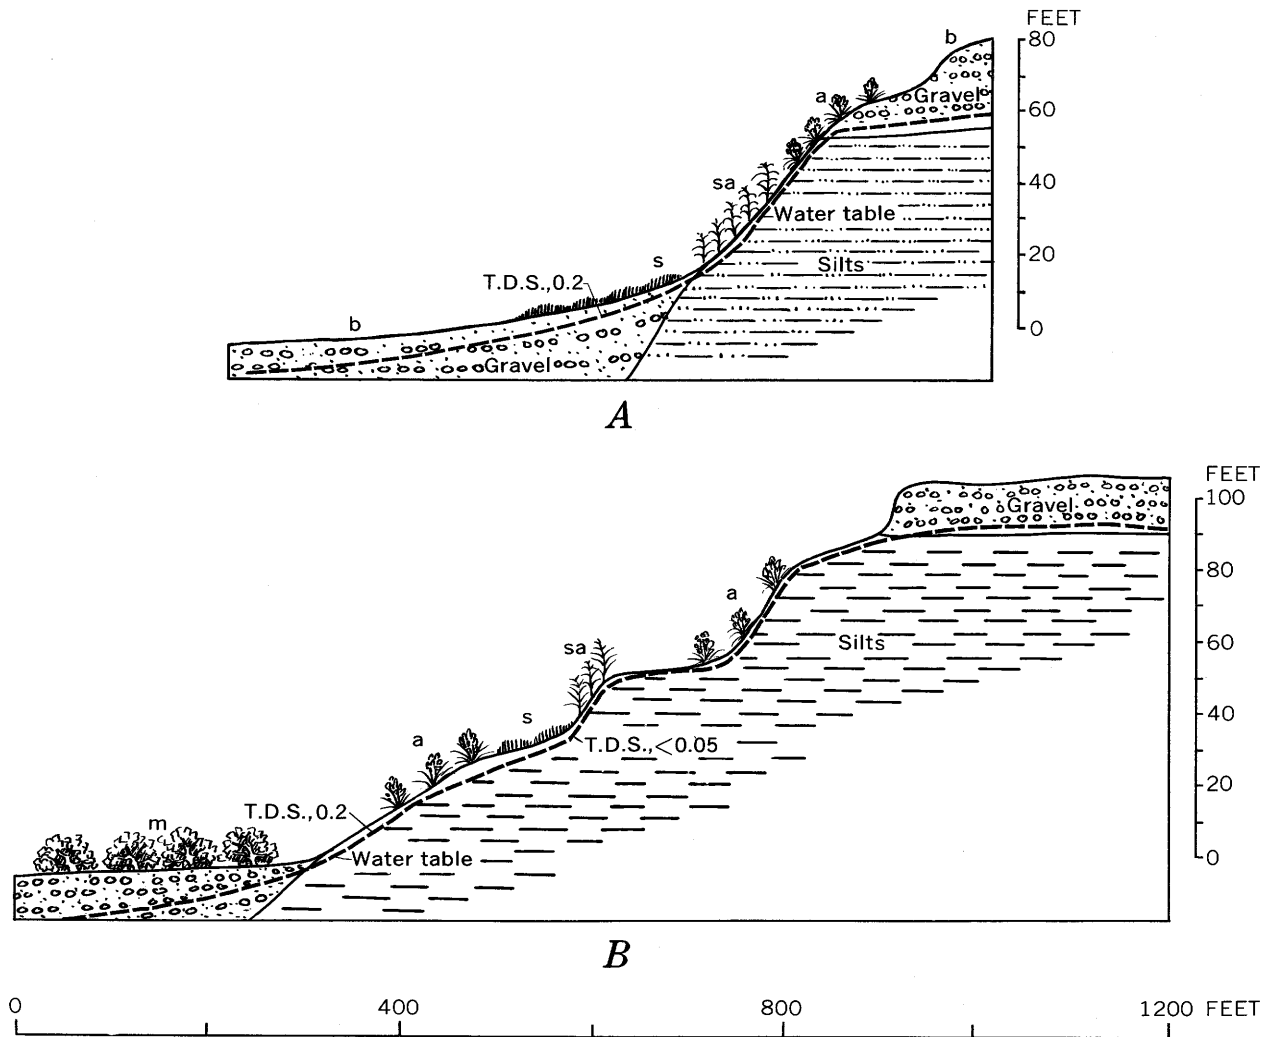 FEET
b
80
a
Gravel
60
sa
40
Water table
s
20
Silts
T.D.S., 0.2
b
0
Gravel
A
FEET
100
Gravel
80
a
60
Silts
sa
s
40
a
T.D.S., <0.05
20
T.D.S., 0.2
m
Water table
0
B
0 400 800 1200 FEET